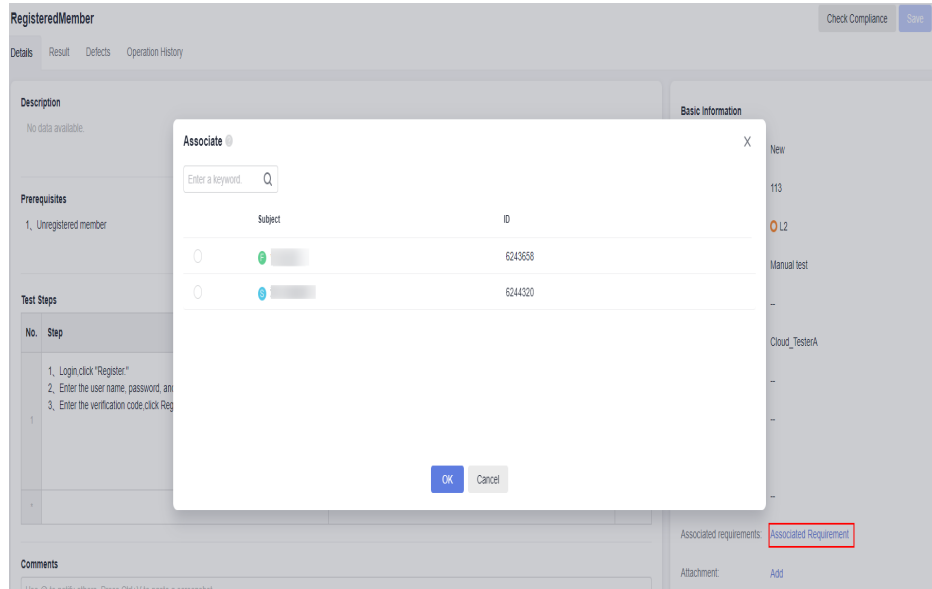 RegisteredMember
Check Compliance
Save
Details Result Defects Operation History
Description
No data available.
Prerequisites
1、Unregistered member
Test Steps
No. Step
1
1、Login,click "Register."
2、Enter the user name, password, and
3、Enter the verification code,click Reg
*
Comments
Associate
X
Enter a keyword.
Subject ID
F 6243658
S 6244320
OK Cancel
Basic Information
New
113
L2
Manual test
--
Cloud_TesterA
--
--
--
Associated requirements: Associated Requirement
Attachment: Add